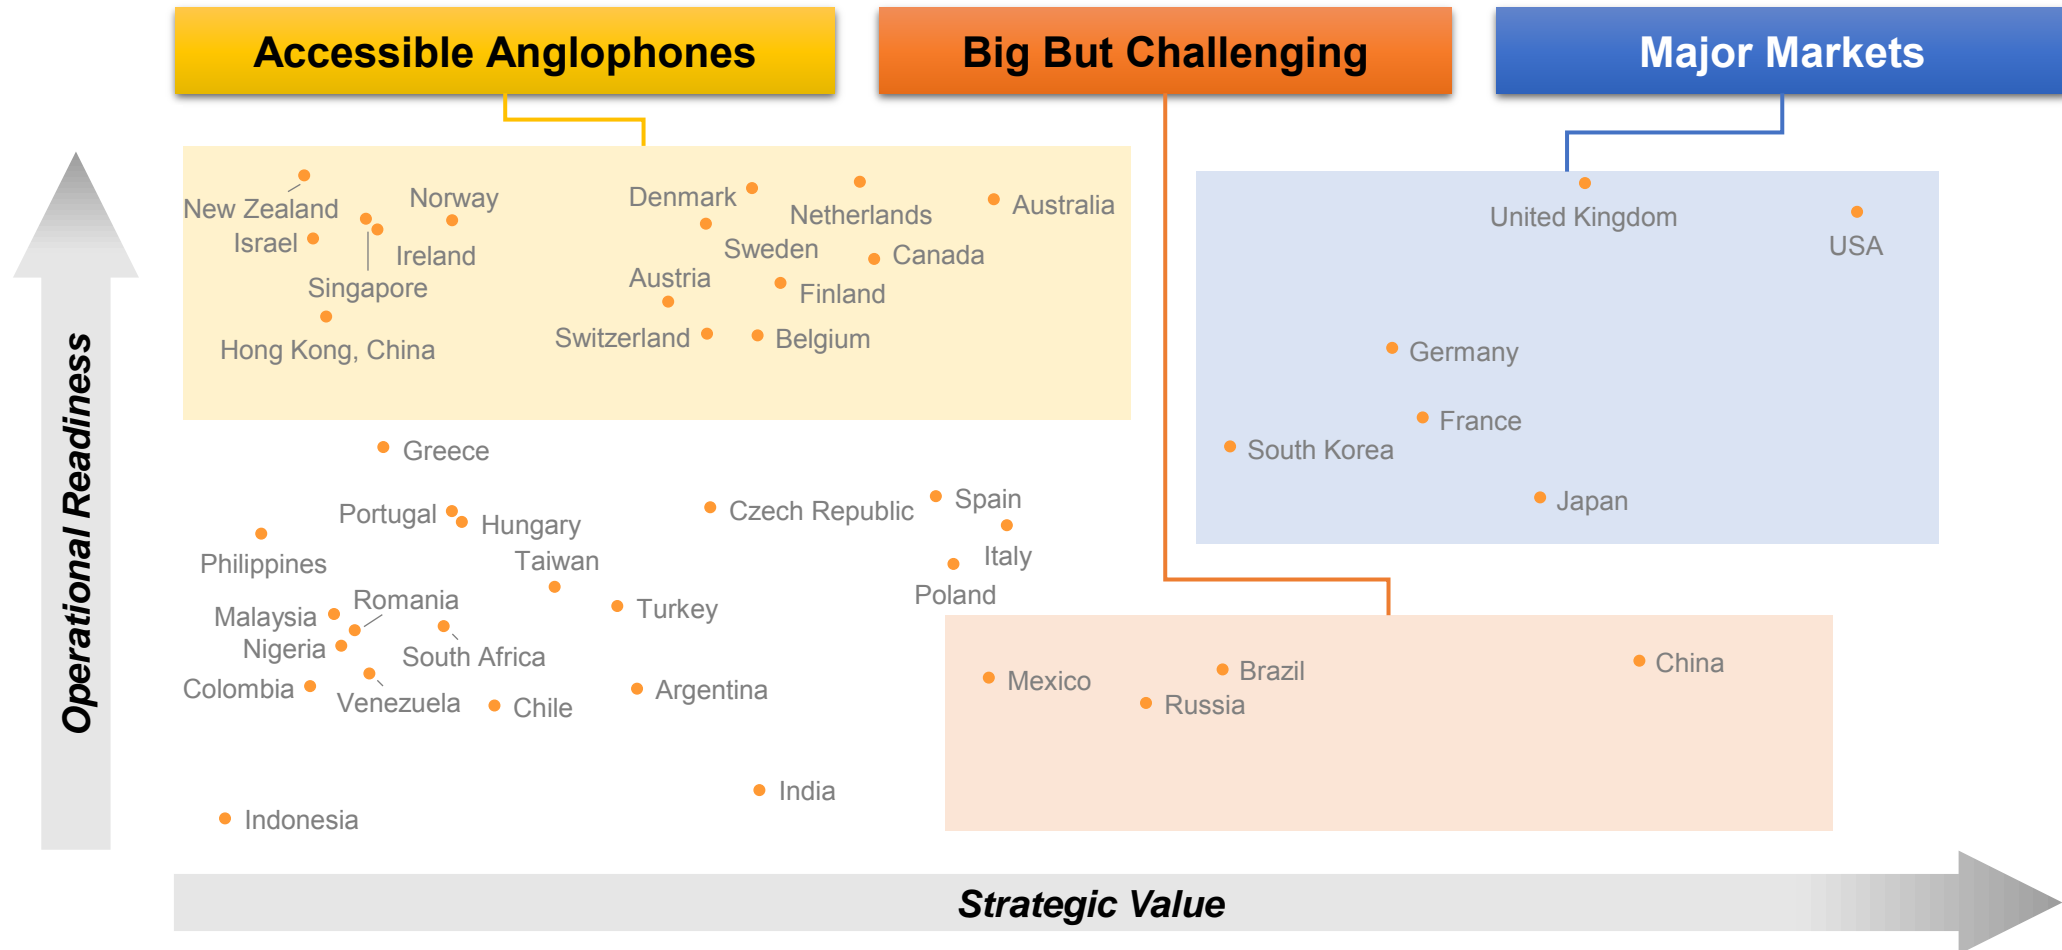 Accessible Anglophones
Big But Challenging
Major Markets
Operational Readiness
New Zealand
Norway
Denmark
Netherlands
Australia
United Kingdom
Israel
Ireland
Sweden
Canada
USA
Singapore
Austria
Finland
Switzerland
Belgium
Hong Kong, China
Germany
France
Greece
South Korea
Portugal
Hungary
Czech Republic
Spain
Japan
Philippines
Taiwan
Italy
Poland
Malaysia
Romania
Turkey
Nigeria
South Africa
China
Colombia
Venezuela
Chile
Argentina
Mexico
Brazil
Russia
India
Indonesia
Strategic Value